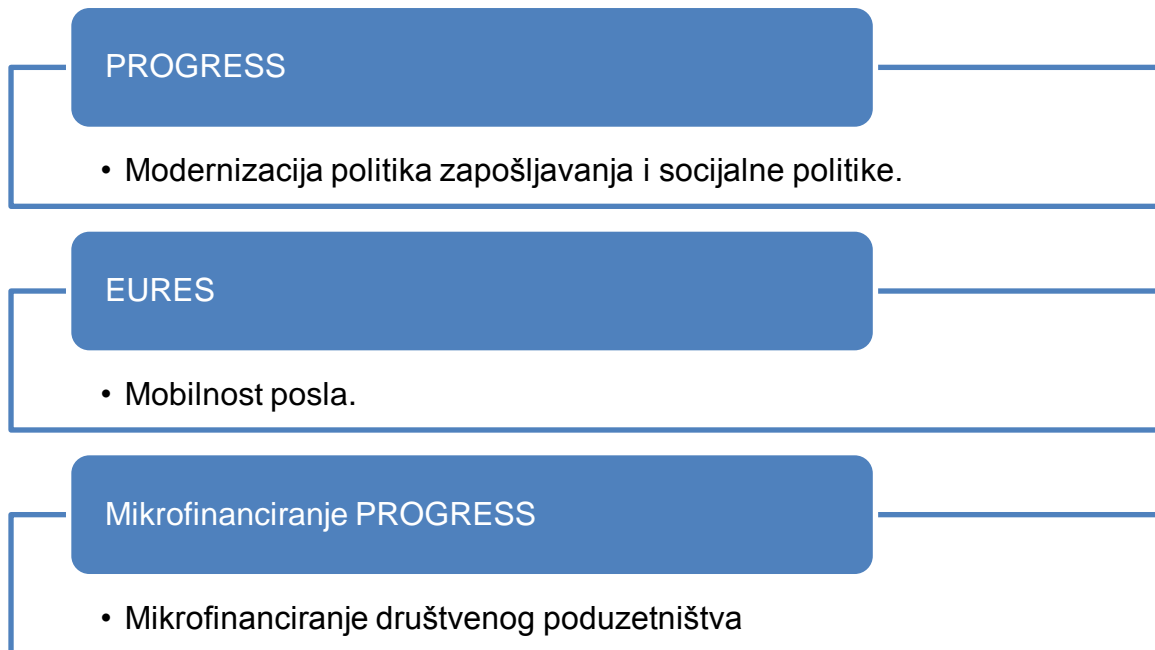 PROGRESS
• Modernizacija politika zapošljavanja i socijalne politike.
EURES
• Mobilnost posla.
Mikrofinanciranje PROGRESS
• Mikrofinanciranje društvenog poduzetništva